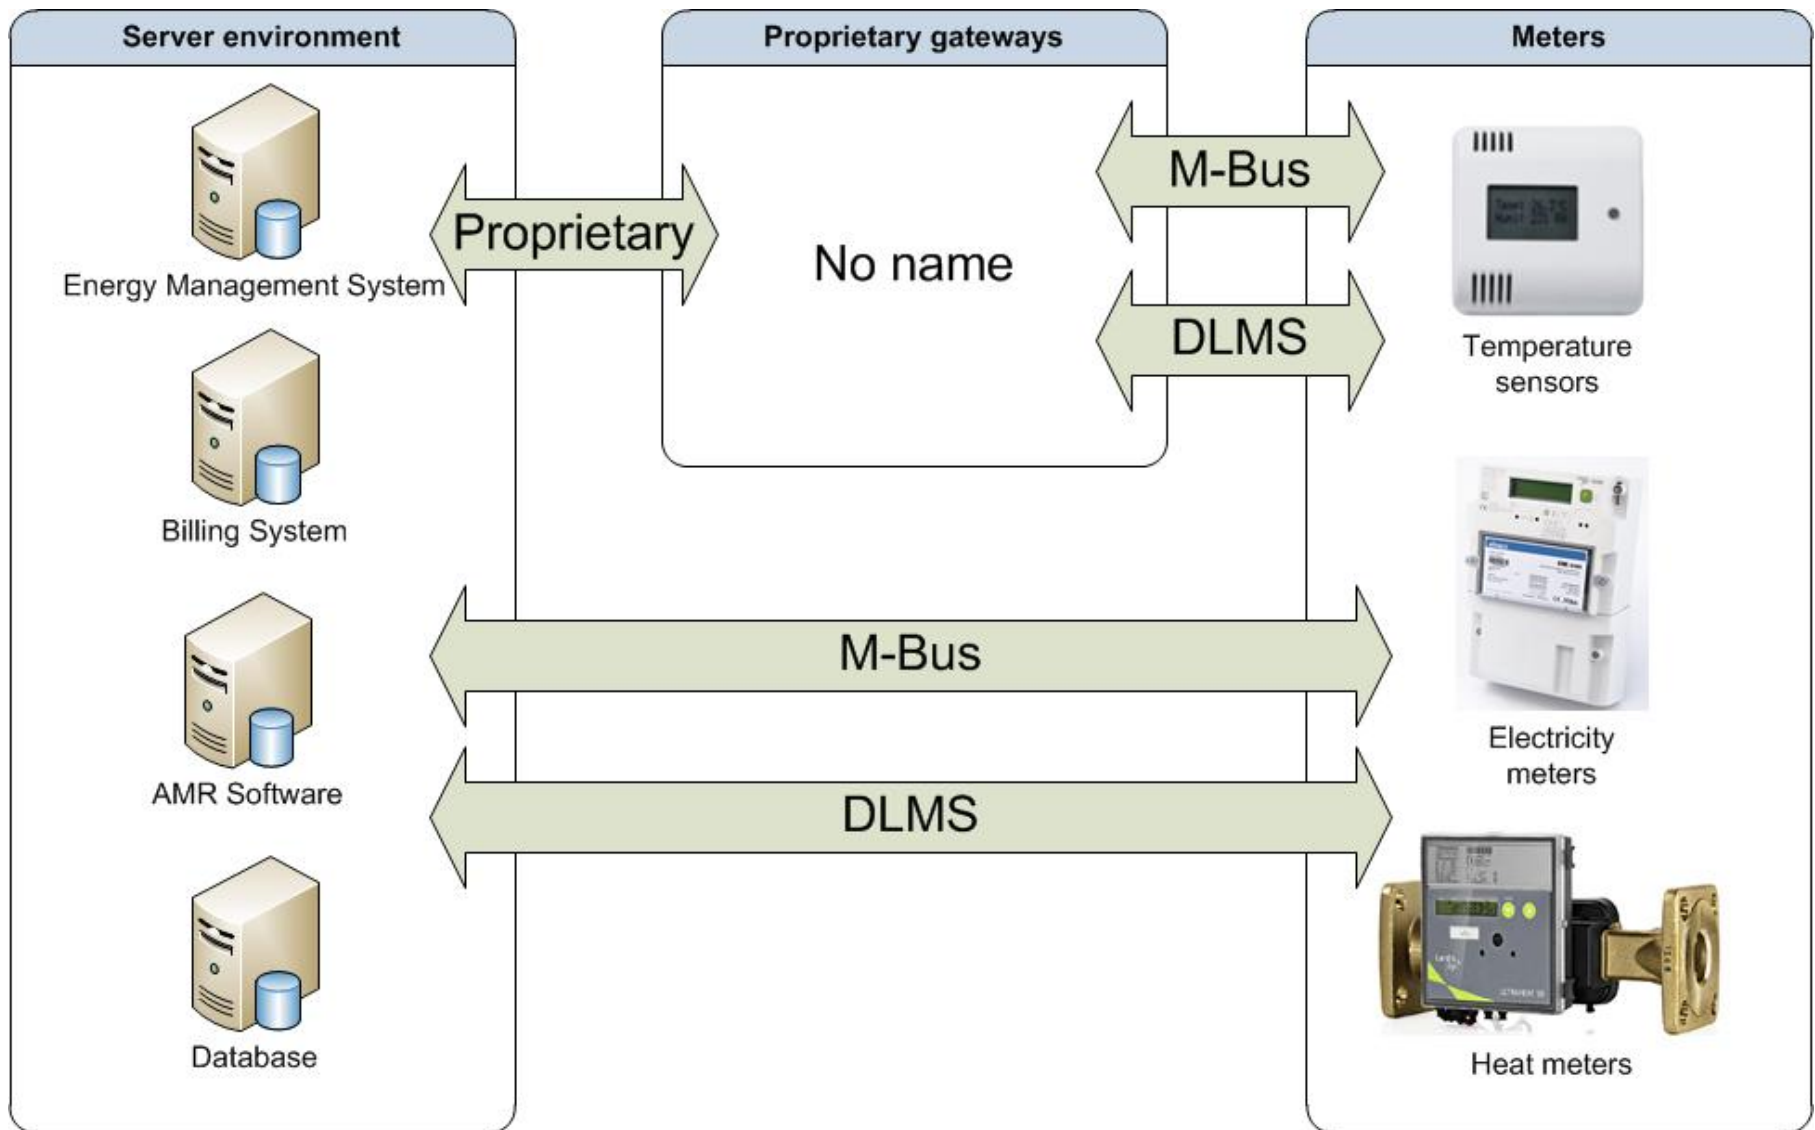 Server environment
Energy Management System
Billing System
AMR Software
Database
Proprietary
Proprietary gateways
No name
M-Bus
DLMS
M-Bus
DLMS
Meters
Temperature
sensors
Electricity
meters
Heat meters